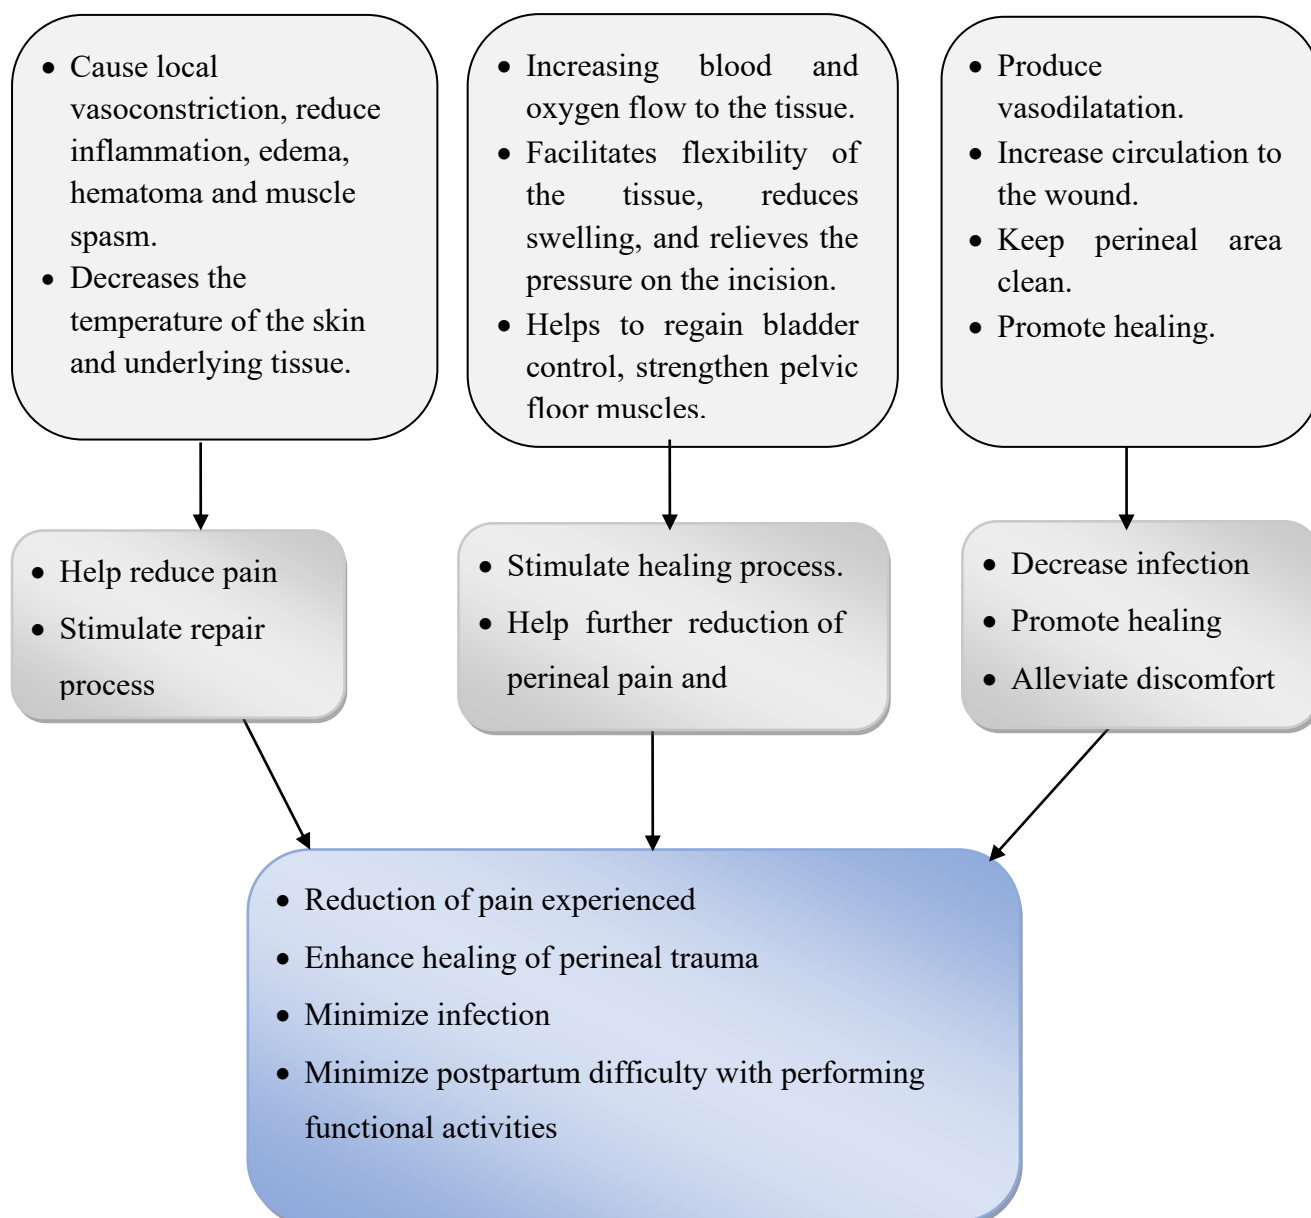 • Cause local
vasoconstriction, reduce
inflammation, edema,
hematoma and muscle
spasm.
• Decreases the
temperature of the skin
and underlying tissue.
• Increasing blood and
oxygen flow to the tissue.
• Facilitates flexibility of
the tissue, reduces
swelling, and relieves the
pressure on the incision.
• Helps to regain bladder
control, strengthen pelvic
floor muscles.
• Produce
vasodilatation.
• Increase circulation to
the wound.
• Keep perineal area
clean.
• Promote healing.
• Help reduce pain
• Stimulate repair
process
• Stimulate healing process.
• Help further reduction of
perineal pain and
• Decrease infection
• Promote healing
• Alleviate discomfort
• Reduction of pain experienced
• Enhance healing of perineal trauma
• Minimize infection
• Minimize postpartum difficulty with performing
functional activities